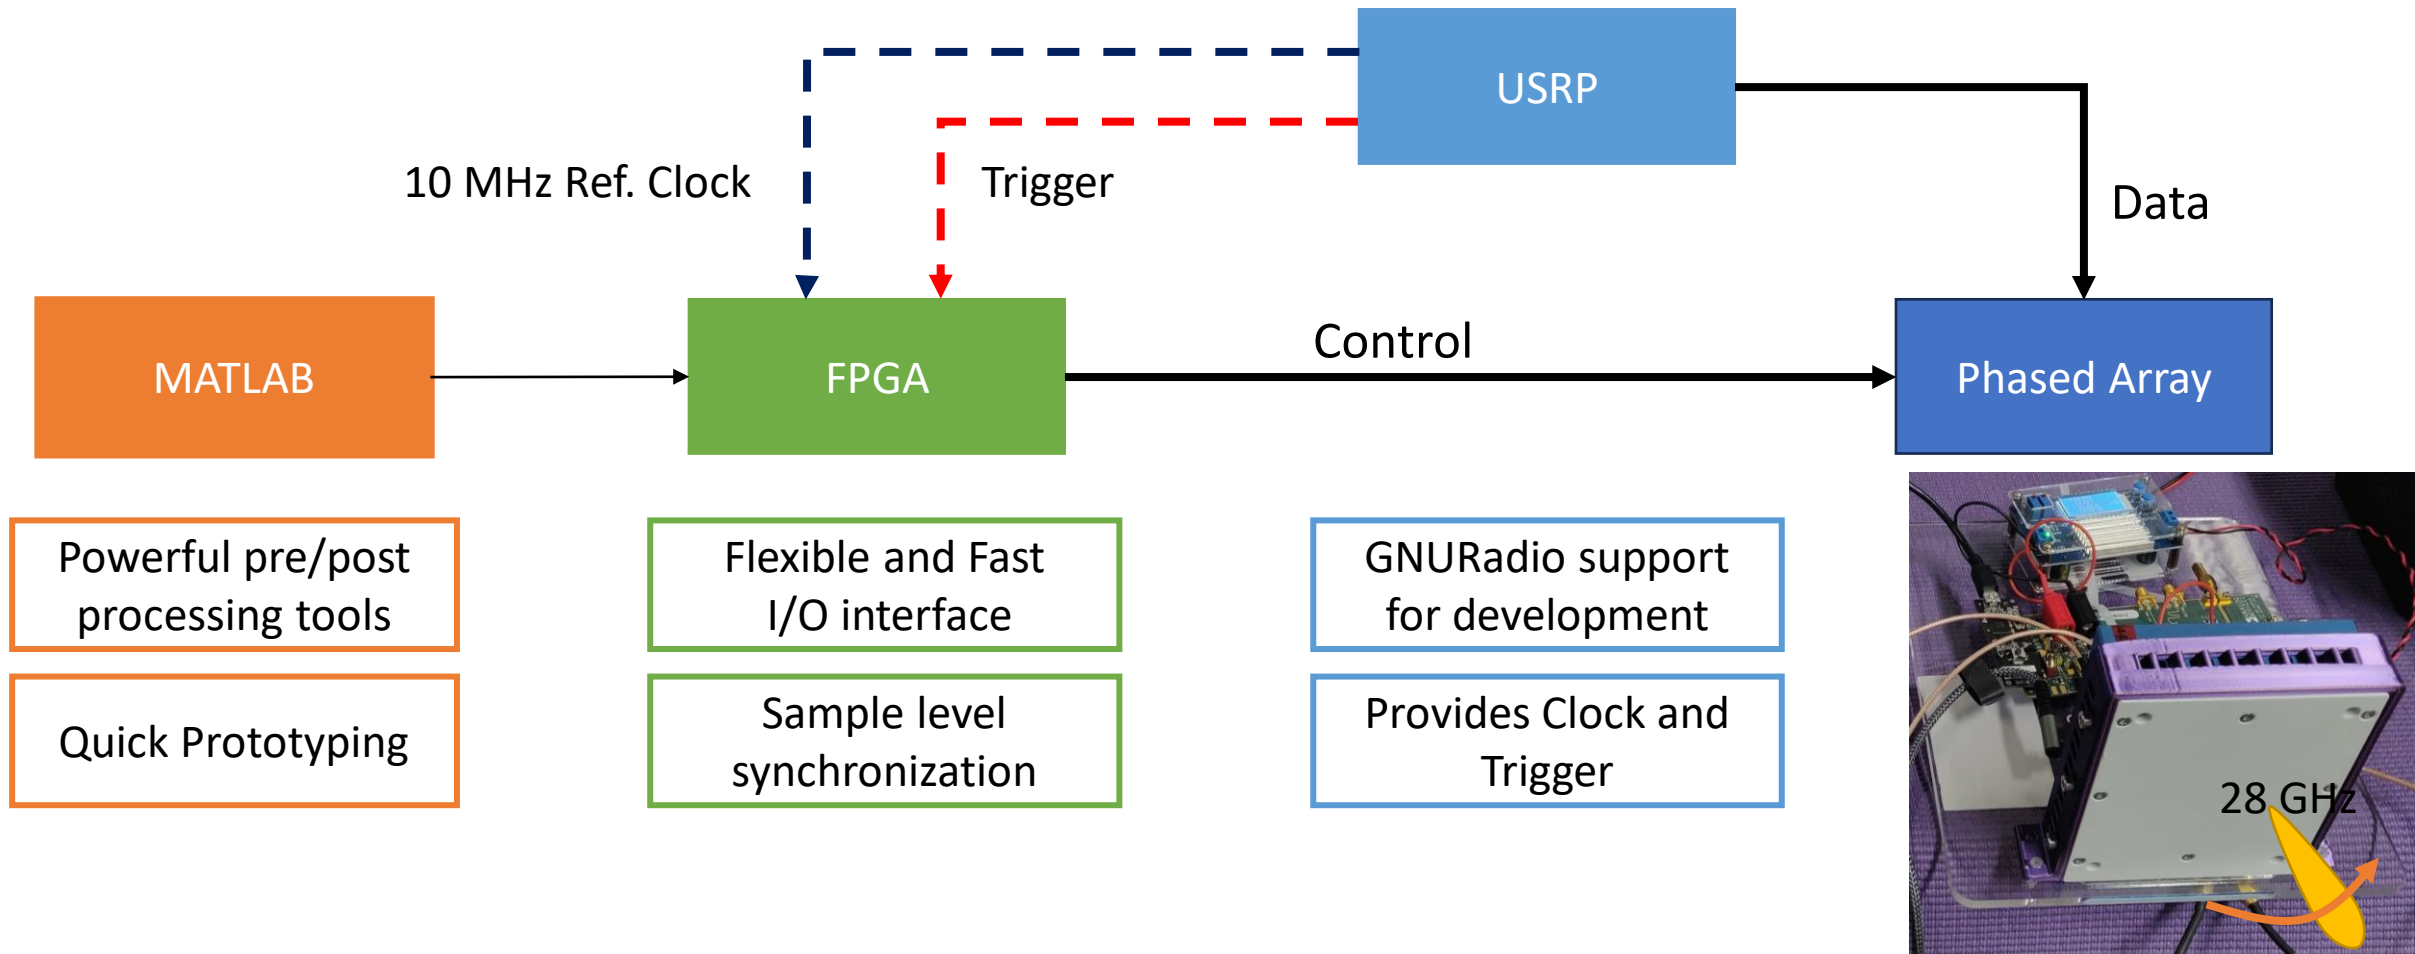 USRP
10 MHz Ref. Clock
Trigger
Data
MATLAB
FPGA
Control
Phased Array
Powerful pre/post
processing tools
Flexible and Fast
I/O interface
GNURadio support
for development
Quick Prototyping
Sample level
synchronization
Provides Clock and
Trigger
28 GHz